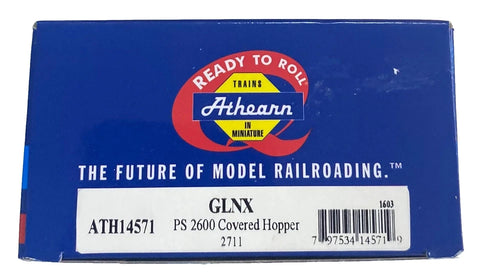 READY TO ROLL
TRAINS
Athearn
IN
MINIATURE
THE FUTURE OF MODEL RAILROADING.™
GLNX
1603
ATH14571 PS 2600 Covered Hopper
2711
7 97534 14571 9